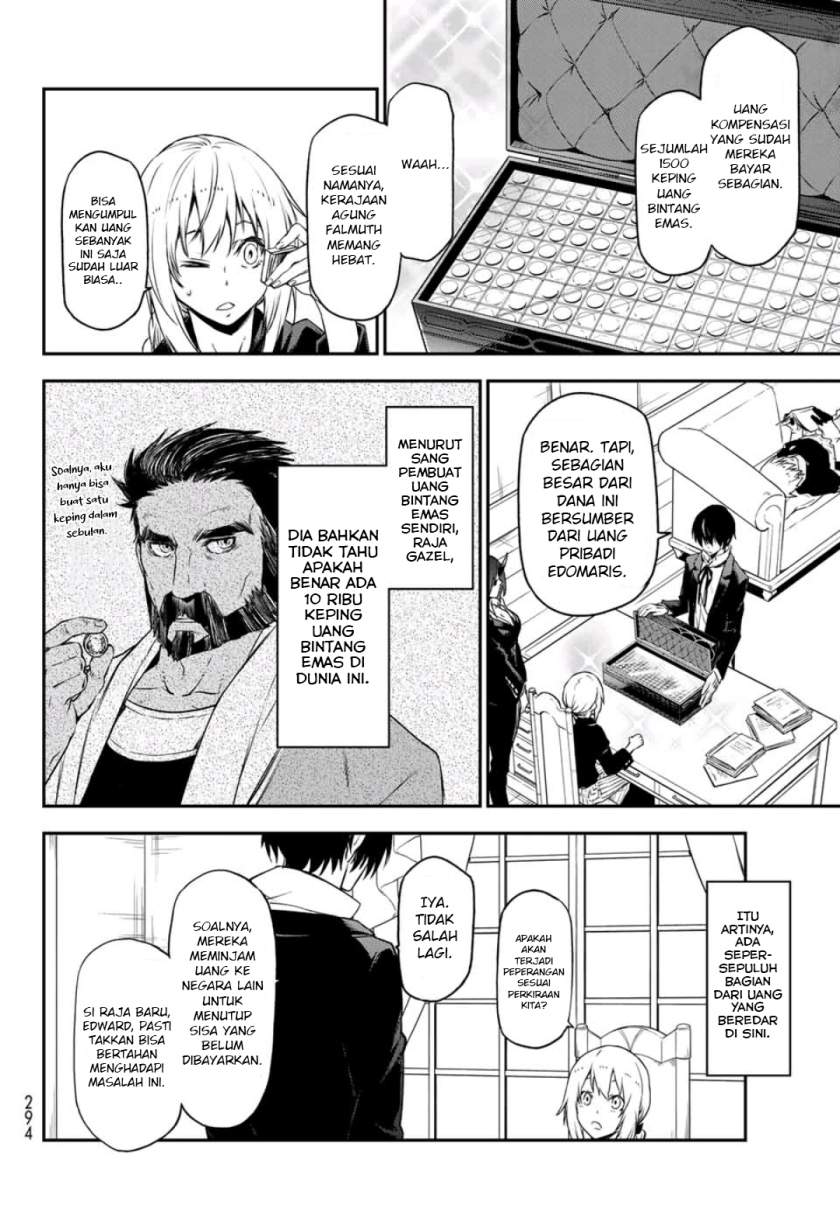 UANG
KOMPENSASI
YANG SUDAH
MEREKA
BAYAR
SEBAGIAN.
SEJUMLAH
1500
KEPING
UANG
BINTANG
EMAS.
WAAH...
SESUAI
NAMANYA,
KERAJAAN
AGUNG
FALMUTH
MEMANG
HEBAT.
BISA
MENGUMPUL
KAN UANG
SEBANYAK
INI SAJA
SUDAH LUAR
BIASA..
BENAR. TAPI,
SEBAGIAN
BESAR DARI
DANA INI
BERSUMBER
DARI UANG
PRIBADI
EDOMARIS.
MENURUT
SANG
PEMBUAT
UANG
BINTANG
EMAS
SENDIRI,
RAJA
GAZEL,
DIA BAHKAN
TIDAK TAHU
APAKAH
BENAR ADA
10 RIBU
KEPING
UANG
BINTANG
EMAS DI
DUNIA INI.
Soalnya, aku
hanya bisa
buat satu
keping dalam
sebulan.
ITU
ARTINYA,
ADA
SEPER-
SEPULUH
BAGIAN
DARI UANG
YANG
BEREDAR
DI SINI.
APAKAH
AKAN
TERJADI
PEPERANGAN
SESUAI
PERKIRAAN
KITA?
IYA.
TIDAK
SALAH
LAGI.
SOALNYA,
MEREKA
MEMINJAM
UANG KE
NEGARA LAIN
UNTUK
MENUTUP
SISA YANG
BELUM
DIBAYARKAN.
SI RAJA BARU,
EDWARD, PASTI
TAKKAN BISA
BERTAHAN
MENGHADAPI
MASALAH INI.
294